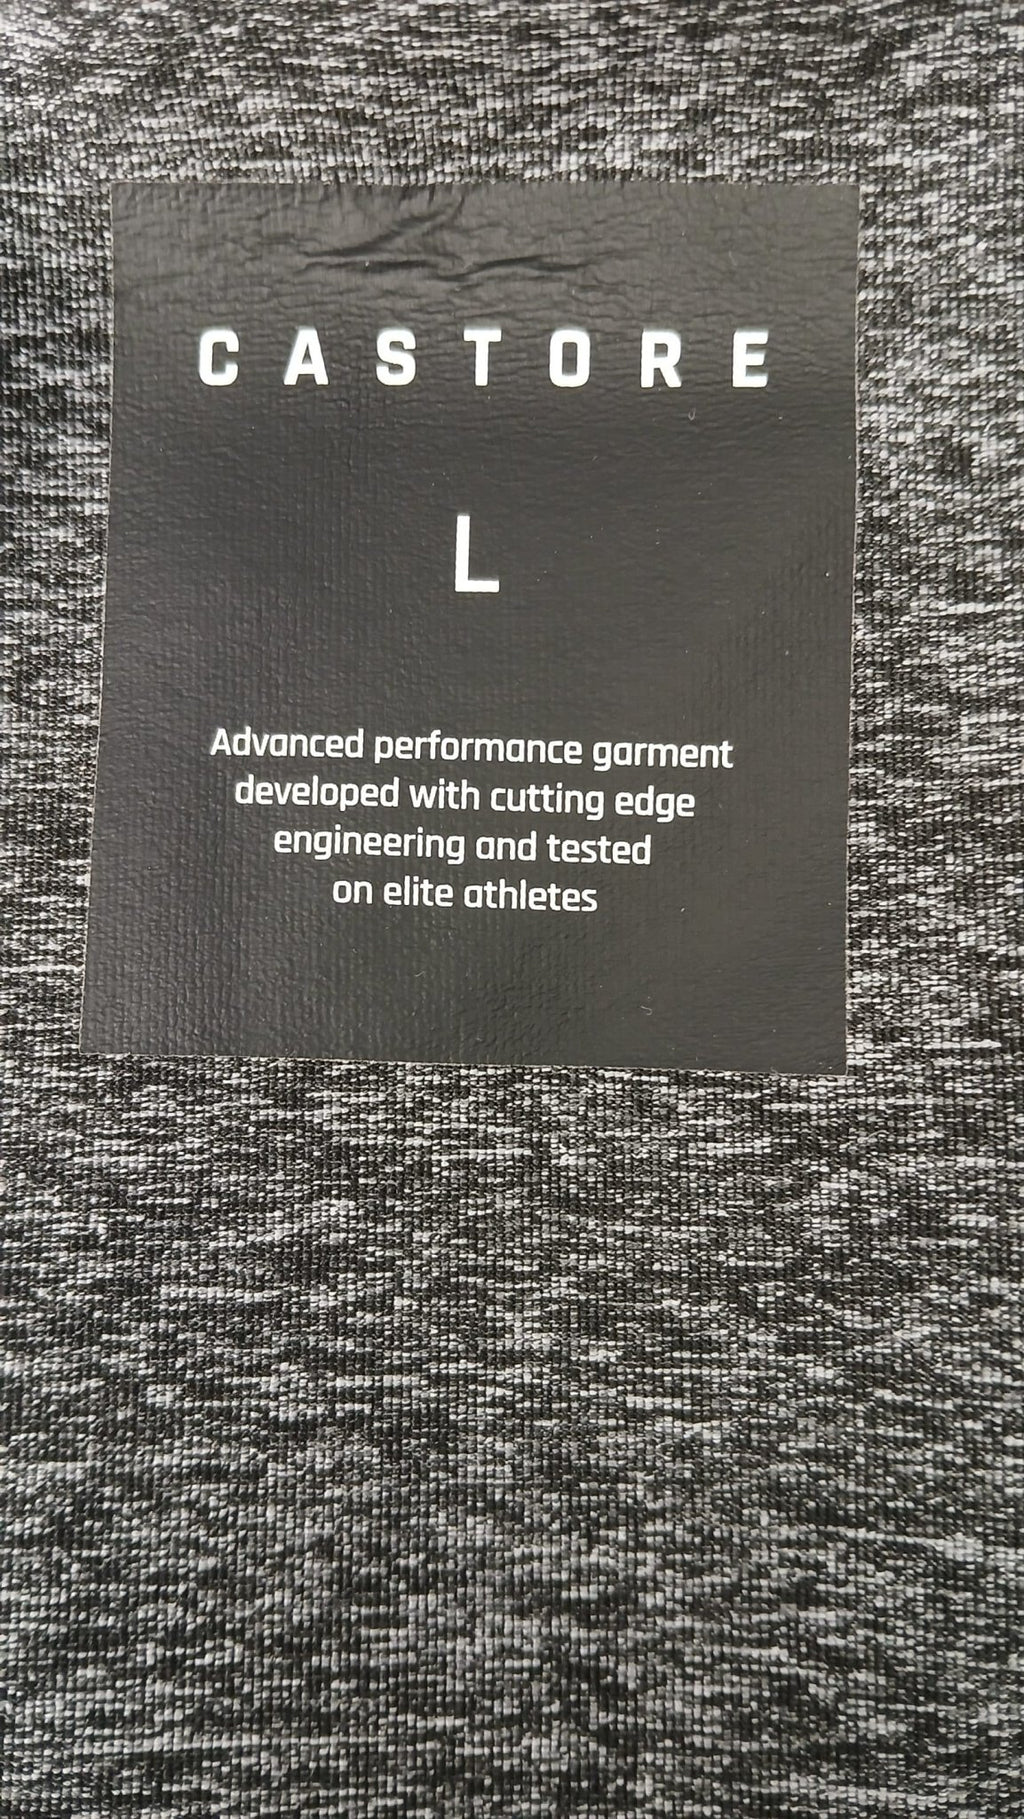 CASTORE
L
Advanced performance garment
developed with cutting edge
engineering and tested
on elite athletes